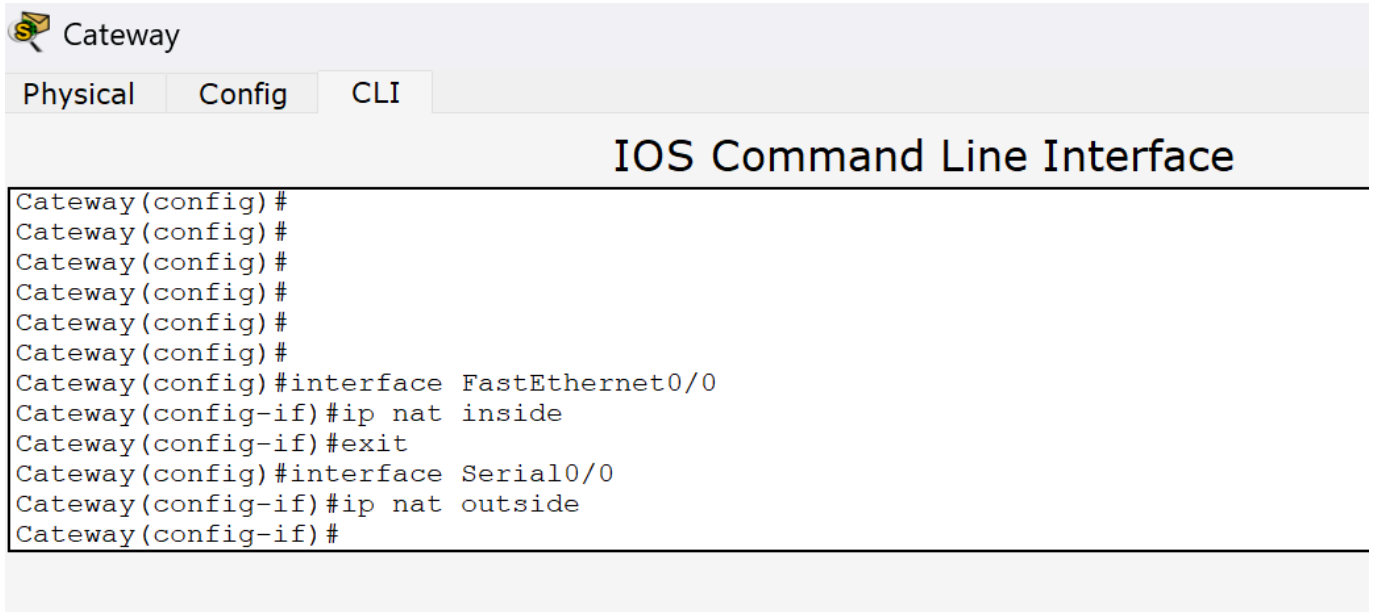 Cateway
Physical Config CLI
IOS Command Line Interface
Cateway(config)#
Cateway(config)#
Cateway(config)#
Cateway(config)#
Cateway(config)#
Cateway(config)#
Cateway(config)#interface FastEthernet0/0
Cateway(config-if)#ip nat inside
Cateway(config-if)#exit
Cateway(config)#interface Serial0/0
Cateway(config-if)#ip nat outside
Cateway(config-if)#